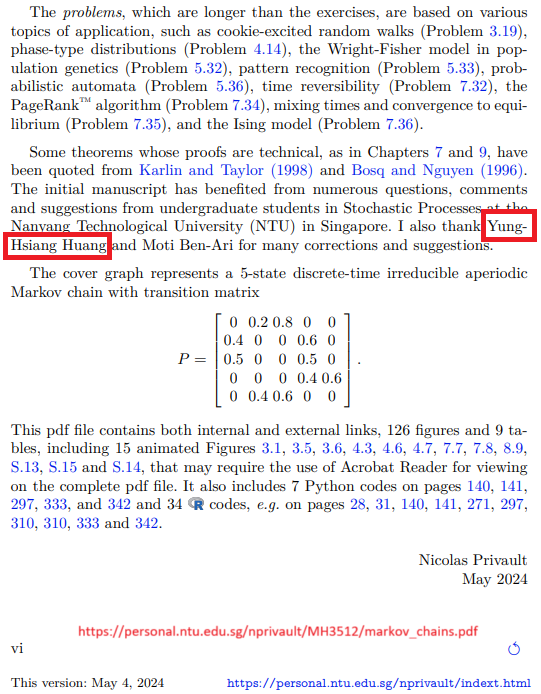 The problems, which are longer than the exercises, are based on various
topics of application, such as cookie-excited random walks (Problem 3.19),
phase-type distributions (Problem 4.14), the Wright-Fisher model in pop-
ulation genetics (Problem 5.32), pattern recognition (Problem 5.33), prob-
abilistic automata (Problem 5.36), time reversibility (Problem 7.32), the
PageRank™ algorithm (Problem 7.34), mixing times and convergence to equi-
librium (Problem 7.35), and the Ising model (Problem 7.36).
Some theorems whose proofs are technical, as in Chapters 7 and 9, have
been quoted from Karlin and Taylor (1998) and Bosq and Nguyen (1996).
The initial manuscript has benefited from numerous questions, comments
and suggestions from undergraduate students in Stochastic Processes at the
Nanyang Technological University (NTU) in Singapore. I also thank Yung-
Hsiang Huang and Moti Ben-Ari for many corrections and suggestions.
The cover graph represents a 5-state discrete-time irreducible aperiodic
Markov chain with transition matrix
0 0.2 0.8 0 0
0.4 0 0 0.6 0
P = 0.5 0 0 0.5 0 .
0 0 0 0.4 0.6
0 0.4 0.6 0 0
This pdf file contains both internal and external links, 126 figures and 9 ta-
bles, including 15 animated Figures 3.1, 3.5, 3.6, 4.3, 4.6, 4.7, 7.7, 7.8, 8.9,
S.13, S.15 and S.14, that may require the use of Acrobat Reader for viewing
on the complete pdf file. It also includes 7 Python codes on pages 140, 141,
297, 333, and 342 and 34 R codes, e.g. on pages 28, 31, 140, 141, 271, 297,
310, 310, 333 and 342.
Nicolas Privault
May 2024
https://personal.ntu.edu.sg/nprivault/MH3512/markov_chains.pdf
vi
This version: May 4, 2024 https://personal.ntu.edu.sg/nprivault/indext.html